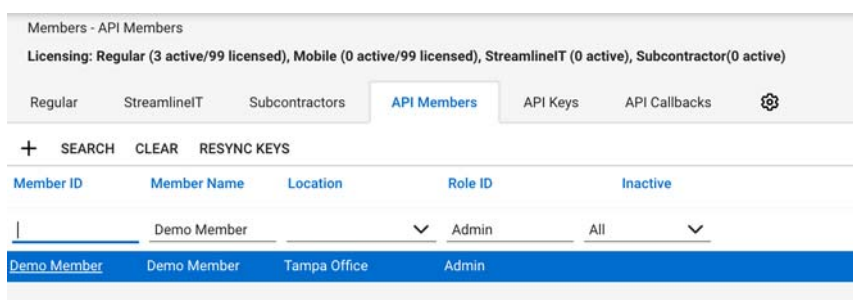 Members - API Members
Licensing: Regular (3 active/99 licensed), Mobile (0 active/99 licensed), StreamlineIT (0 active), Subcontractor(0 active)
Regular StreamlineIT Subcontractors API Members API Keys API Callbacks
+ SEARCH CLEAR RESYNC KEYS
Member ID Member Name Location Role ID Inactive
Demo Member Admin All
Demo Member Demo Member Tampa Office Admin